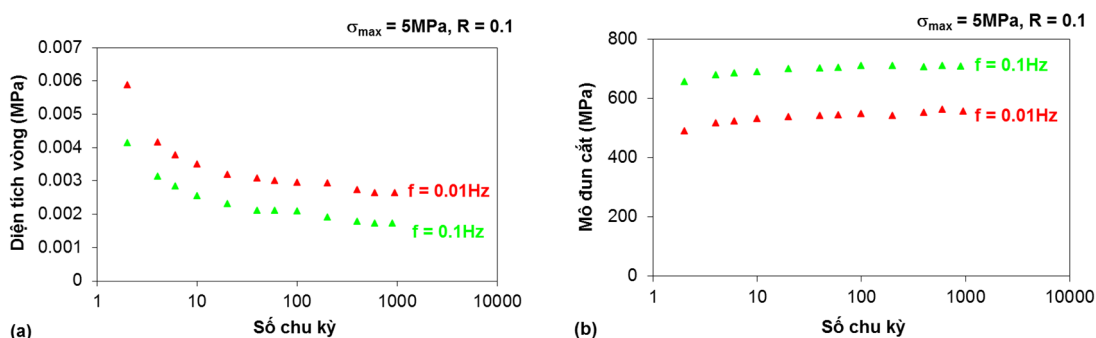 σmax = 5MPa, R = 0.1
0.007
0.006
0.005
0.004
0.003
0.002
0.001
0
Diện tích vòng (MPa)
f = 0.01Hz
f = 0.1Hz
1 10 100 1000 10000
Số chu kỳ
(a)
σmax = 5MPa, R = 0.1
800
600
400
200
0
Mô đun cắt (MPa)
f = 0.1Hz
f = 0.01Hz
1 10 100 1000 10000
Số chu kỳ
(b)